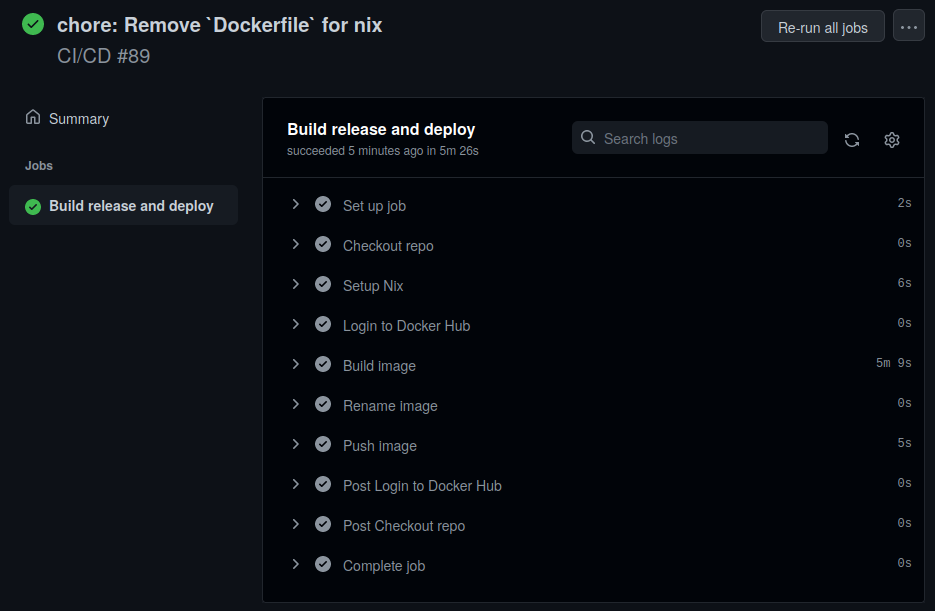 chore: Remove `Dockerfile` for nix
CI/CD #89
Re-run all jobs
Summary
Jobs
Build release and deploy
Build release and deploy
succeeded 5 minutes ago in 5m 26s
Search logs
Set up job 2s
Checkout repo 0s
Setup Nix 6s
Login to Docker Hub 0s
Build image 5m 9s
Rename image 0s
Push image 5s
Post Login to Docker Hub 0s
Post Checkout repo 0s
Complete job 0s